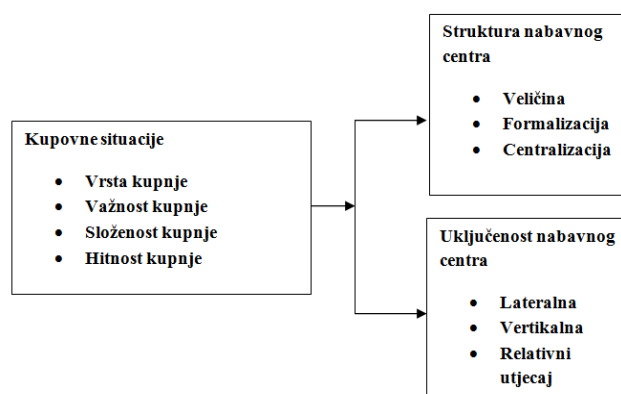 Kupovne situacije
• Vrsta kupnje
• Važnost kupnje
• Složenost kupnje
• Hitnost kupnje
Struktura nabavnog
centra
• Veličina
• Formalizacija
• Centralizacija
Uključenost nabavnog
centra
• Lateralna
• Vertikalna
• Relativni
utjecaj